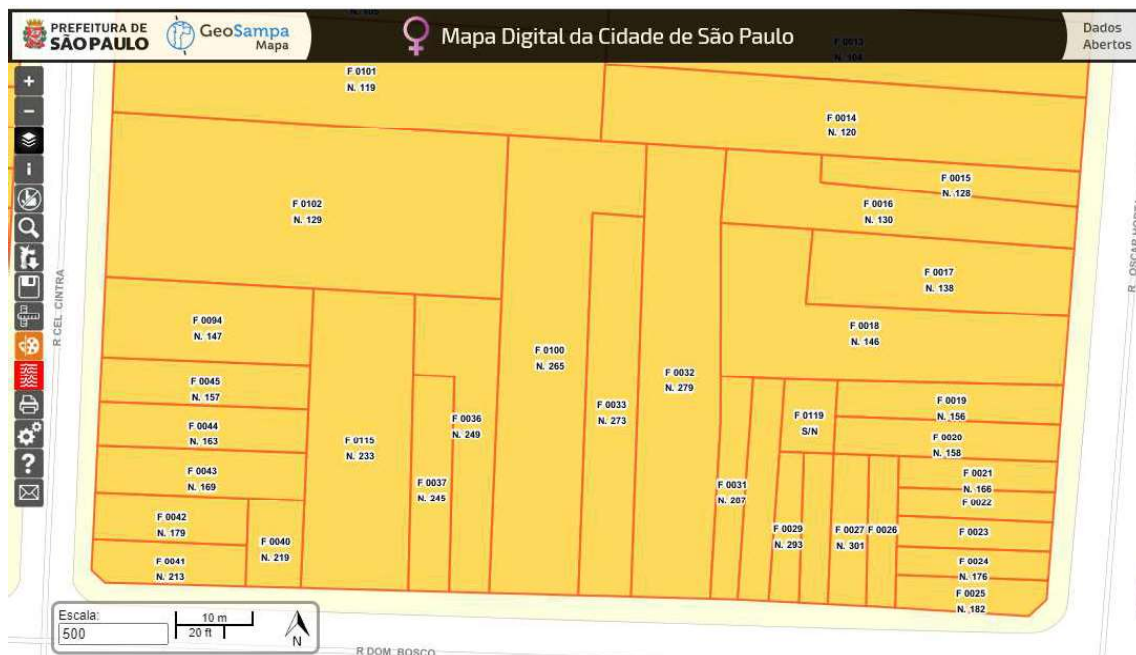 PREFEITURA DE
SÃO PAULO
GeoSampa
Mapa
Mapa Digital da Cidade de São Paulo
Dados
Abertos
F 0101
N. 119
N. 104
F 0014
N. 120
F 0015
N. 128
F 0102
N. 129
F 0016
N. 130
F 0017
N. 138
R CEL. CINTRA
F 0094
N. 147
F 0018
N. 146
F 0100
N. 265
F 0032
N. 279
F 0045
N. 157
F 0033
N. 273
F 0019
N. 156
F 0036
N. 249
F 0119
S/N
F 0044
N. 163
F 0115
N. 233
F 0020
N. 158
F 0043
N. 169
F 0037
N. 245
F 0031
N. 287
F 0021
N. 166
F 0022
F 0042
N. 179
F 0040
N. 219
F 0029
N. 293
F 0027
N. 301
F 0026
F 0023
F 0041
N. 213
F 0024
N. 176
F 0025
N. 182
Escala:
500
10 m
20 ft
N
R DOM BOSCO